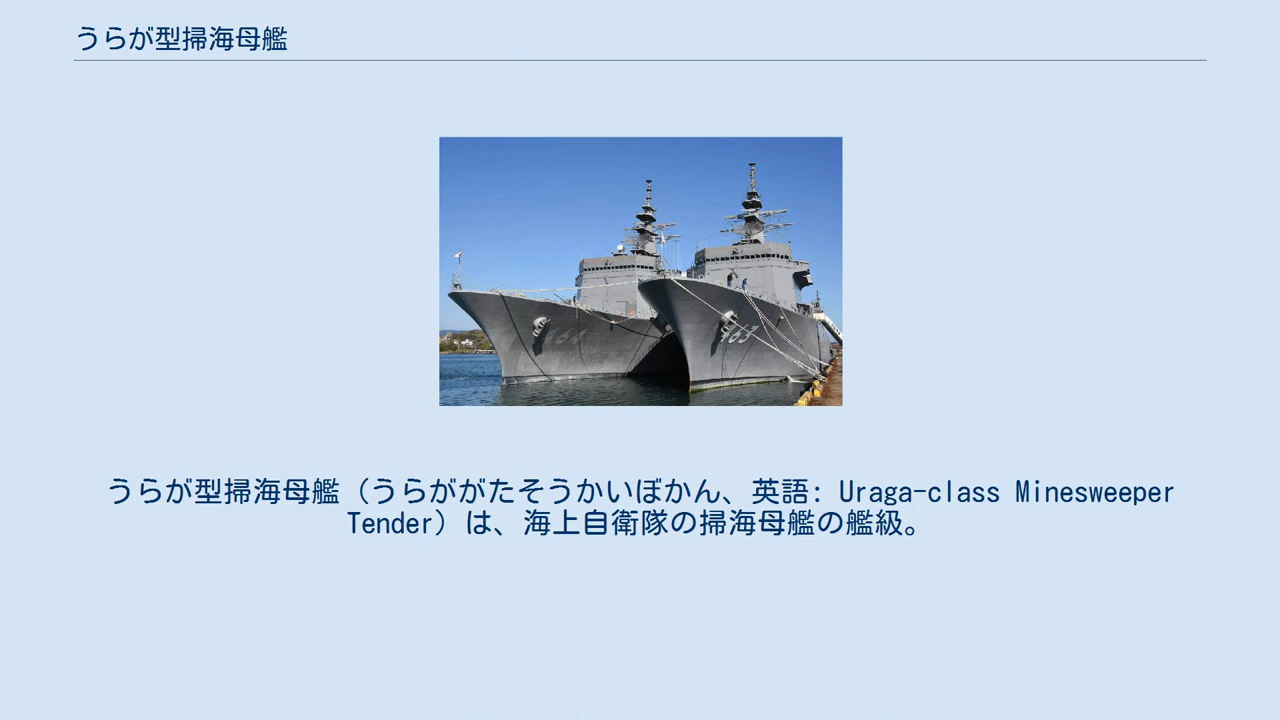 うらが型掃海母艦
464
463
うらが型掃海母艦（うらががたそうかいぼかん、英語: Uraga-class Minesweeper
Tender）は、海上自衛隊の掃海母艦の艦級。